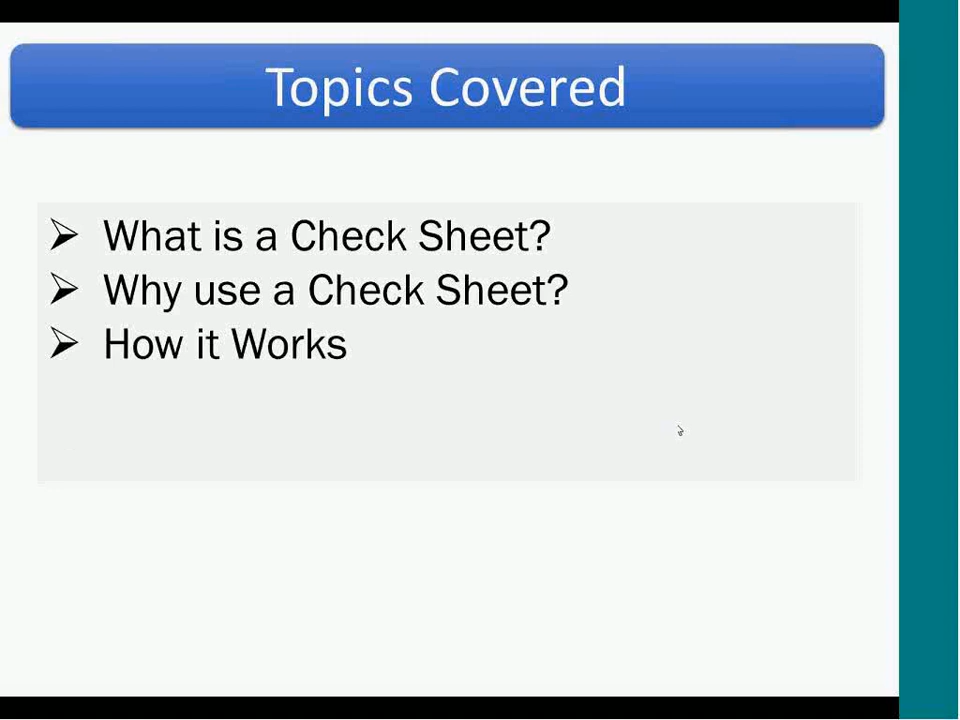 Topics Covered
What is a Check Sheet?
Why use a Check Sheet?
How it Works